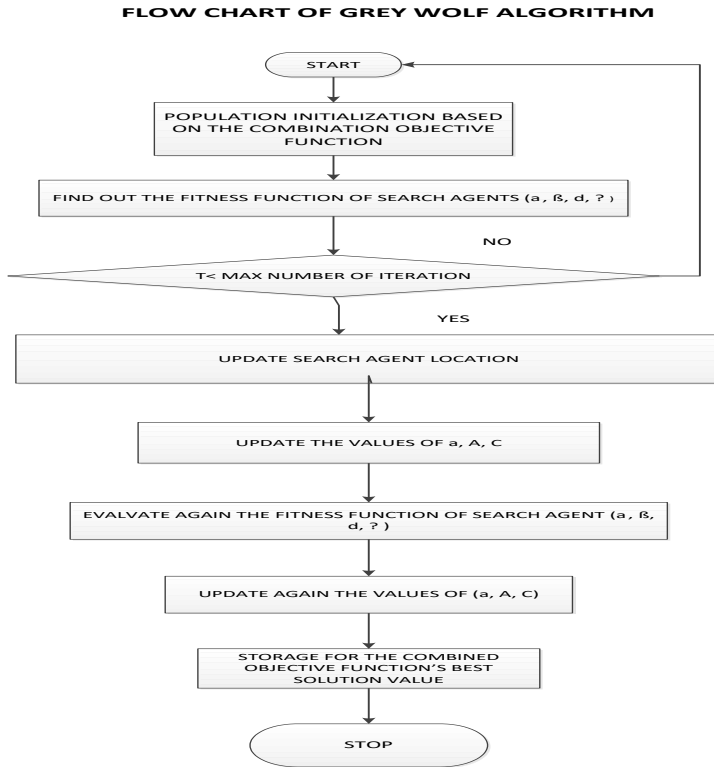 FLOW CHART OF GREY WOLF ALGORITHM
START
POPULATION INITIALIZATION BASED
ON THE COMBINATION OBJECTIVE
FUNCTION
FIND OUT THE FITNESS FUNCTION OF SEARCH AGENTS (a, ß, d, ? )
NO
T< MAX NUMBER OF ITERATION
YES
UPDATE SEARCH AGENT LOCATION
UPDATE THE VALUES OF a, A, C
EVALVATE AGAIN THE FITNESS FUNCTION OF SEARCH AGENT (a, ß,
d, ? )
UPDATE AGAIN THE VALUES OF (a, A, C)
STORAGE FOR THE COMBINED
OBJECTIVE FUNCTION’S BEST
SOLUTION VALUE
STOP